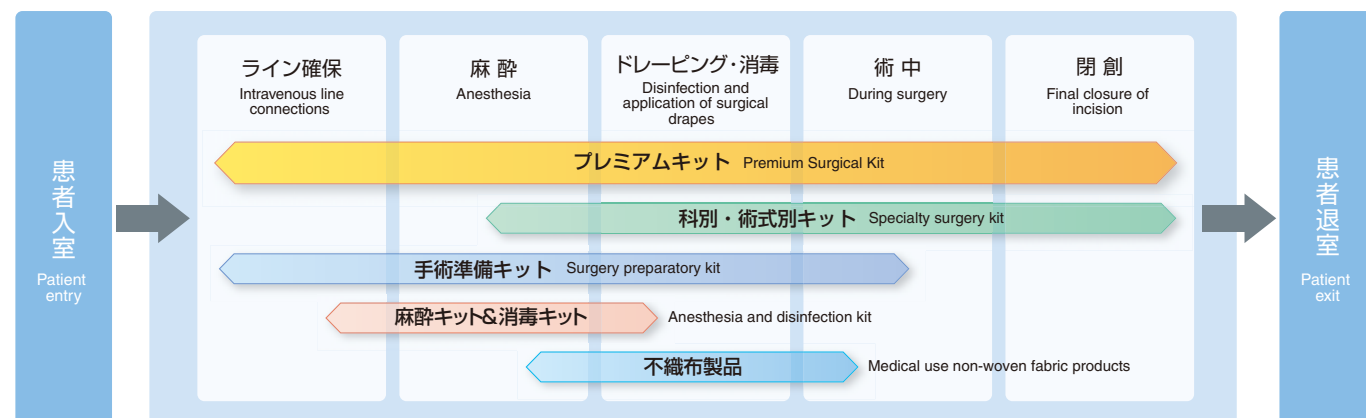 患者入室
Patient
entry
ライン確保
Intravenous line
connections
麻酔
Anesthesia
ドレーピング・消毒
Disinfection and
application of surgical
drapes
術中
During surgery
閉創
Final closure of
incision
プレミアムキット Premium Surgical Kit
科別・術式別キット Specialty surgery kit
手術準備キット Surgery preparatory kit
麻酔キット&消毒キット Anesthesia and disinfection kit
不織布製品 Medical use non-woven fabric products
患者退室
Patient
exit